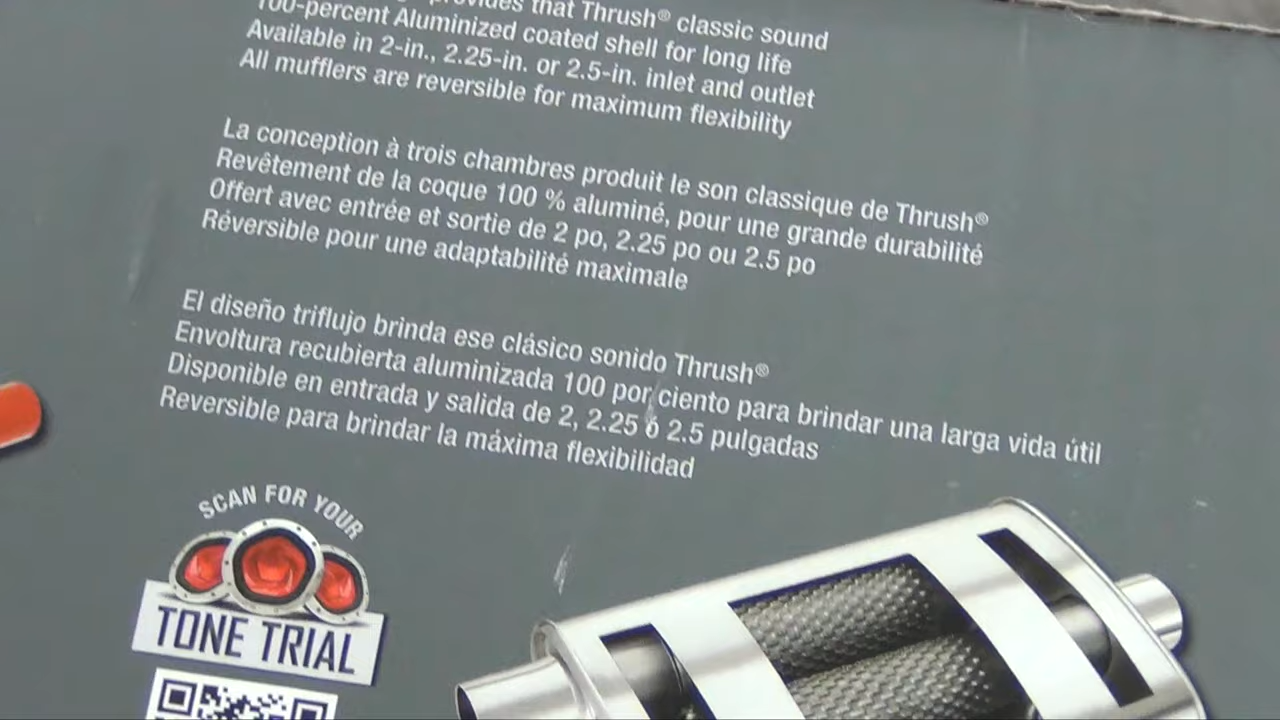 that Thrush® classic sound
100-percent Aluminized coated shell for long life
Available in 2-in., 2.25-in. or 2.5-in. inlet and outlet
All mufflers are reversible for maximum flexibility
La conception à trois chambres produit le son classique de Thrush®
Revêtement de la coque 100 % aluminé, pour une grande durabilité
Offert avec entrée et sortie de 2 po, 2.25 po ou 2.5 po
Réversible pour une adaptabilité maximale
El diseño triflujo brinda ese clásico sonido Thrush®
Envoltura recubierta aluminizada 100 por ciento para brindar una larga vida útil
Disponible en entrada y salida de 2, 2.25 ó 2.5 pulgadas
Reversible para brindar la máxima flexibilidad
SCAN FOR YOUR
TONE TRIAL